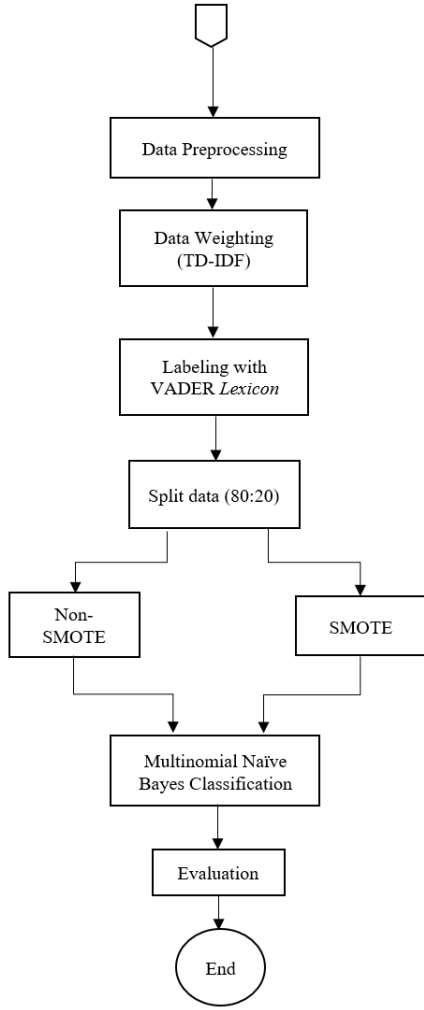 Data Preprocessing
Data Weighting
(TD-IDF)
Labeling with
VADER Lexicon
Split data (80:20)
Non-
SMOTE
SMOTE
Multinomial Naïve
Bayes Classification
Evaluation
End